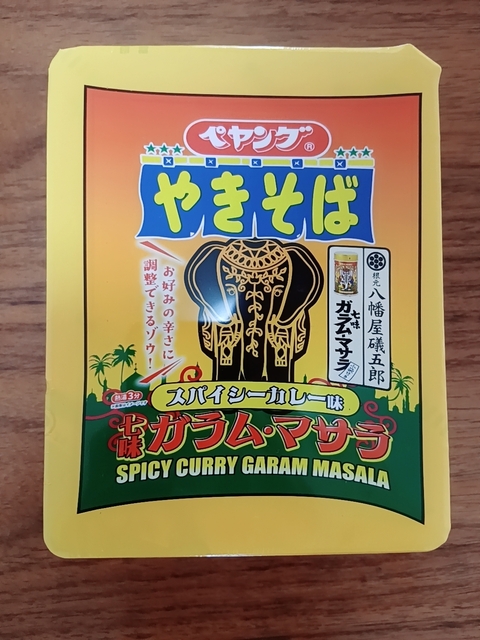 ペヤング®
やきそば
お好みの辛さに
調整できるゾウ!
根元
八幡屋礒五郎
七味
ガラム・マサラ
熱湯3分
スパイシーカレー味
七味
ガラム・マサラ
SPICY CURRY GARAM MASALA